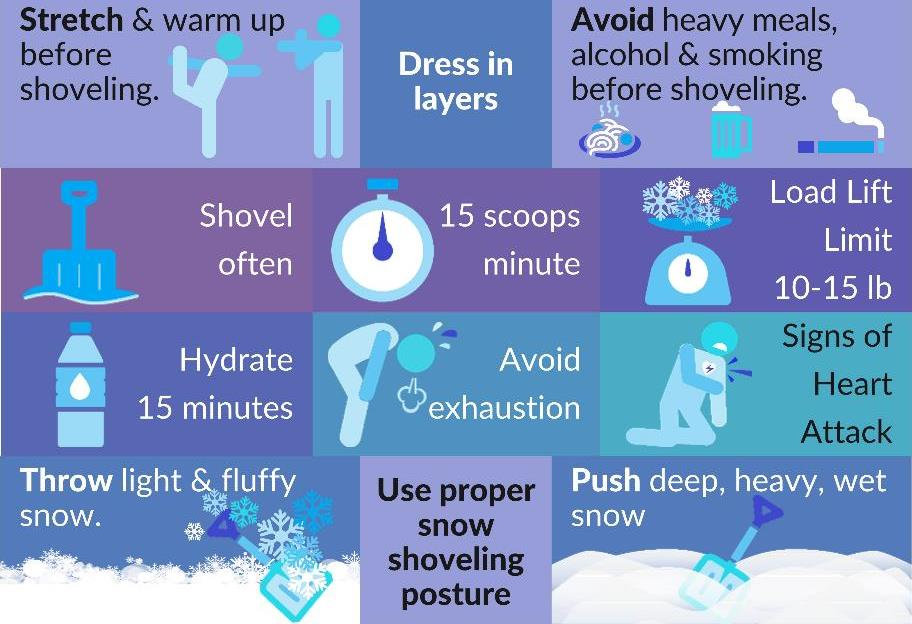 Stretch & warm up
before
shoveling.
Dress in
layers
Avoid heavy meals,
alcohol & smoking
before shoveling.
Shovel
often
15 scoops
minute
Load Lift
Limit
10-15 lb
Hydrate
15 minutes
Avoid
exhaustion
Signs of
Heart
Attack
Throw light & fluffy
snow.
Use proper
snow
shoveling
posture
Push deep, heavy, wet
snow